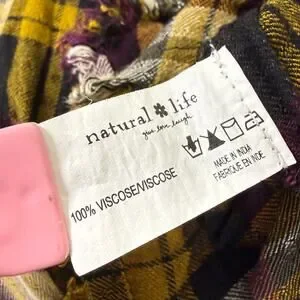 natural life
give love. laugh.
100% VISCOSE/VISCOSE
MADE IN INDIA
FABRIQUE EN INDE